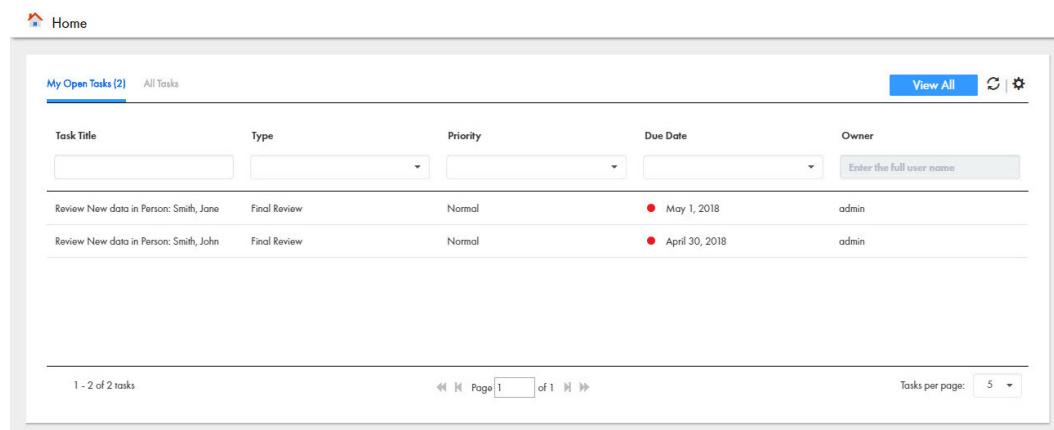 Home
My Open Tasks (2) All Tasks View All |
Task Title Type Priority Due Date Owner
Enter the full user name
Review New data in Person: Smith, Jane Final Review Normal May 1, 2018 admin
Review New data in Person: Smith, John Final Review Normal April 30, 2018 admin
1 - 2 of 2 tasks Page 1 of 1 Tasks per page: 5